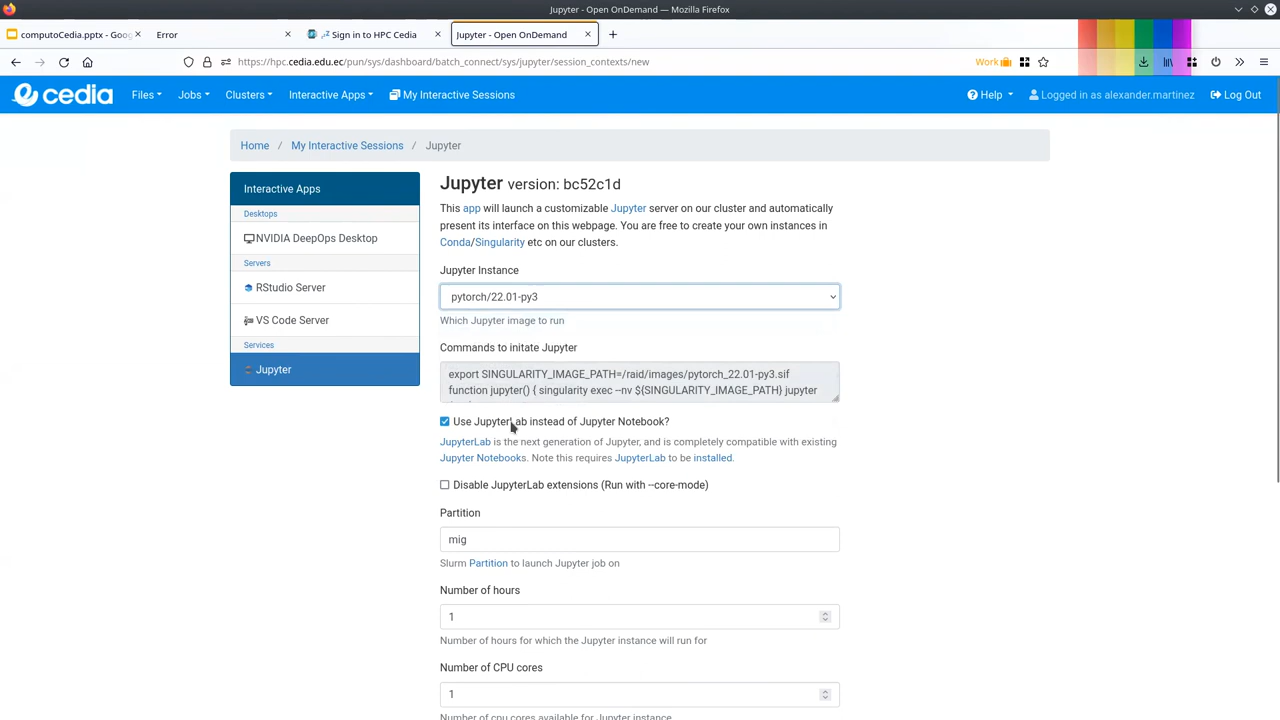 Jupyter - Open OnDemand — Mozilla Firefox
computoCedia.pptx - Goog
Error
Sign in to HPC Cedia
Jupyter - Open OnDemand
https://hpc.cedia.edu.ec/pun/sys/dashboard/batch_connect/sys/jupyter/session_contexts/new
Work
cedia
Files
Jobs
Clusters
Interactive Apps
My Interactive Sessions
Help
Logged in as alexander.martinez
Log Out
Home / My Interactive Sessions / Jupyter
Interactive Apps
Desktops
NVIDIA DeepOps Desktop
Servers
RStudio Server
VS Code Server
Services
Jupyter
Jupyter version: bc52c1d
This app will launch a customizable Jupyter server on our cluster and automatically
present its interface on this webpage. You are free to create your own instances in
Conda/Singularity etc on our clusters.
Jupyter Instance
pytorch/22.01-py3
Which Jupyter image to run
Commands to initate Jupyter
export SINGULARITY_IMAGE_PATH=/raid/images/pytorch_22.01-py3.sif
function jupyter() { singularity exec --nv ${SINGULARITY_IMAGE_PATH} jupyter
Use JupyterLab instead of Jupyter Notebook?
JupyterLab is the next generation of Jupyter, and is completely compatible with existing
Jupyter Notebooks. Note this requires JupyterLab to be installed.
Disable JupyterLab extensions (Run with --core-mode)
Partition
mig
Slurm Partition to launch Jupyter job on
Number of hours
1
Number of hours for which the Jupyter instance will run for
Number of CPU cores
1
Number of cpu cores available for Jupyter instance